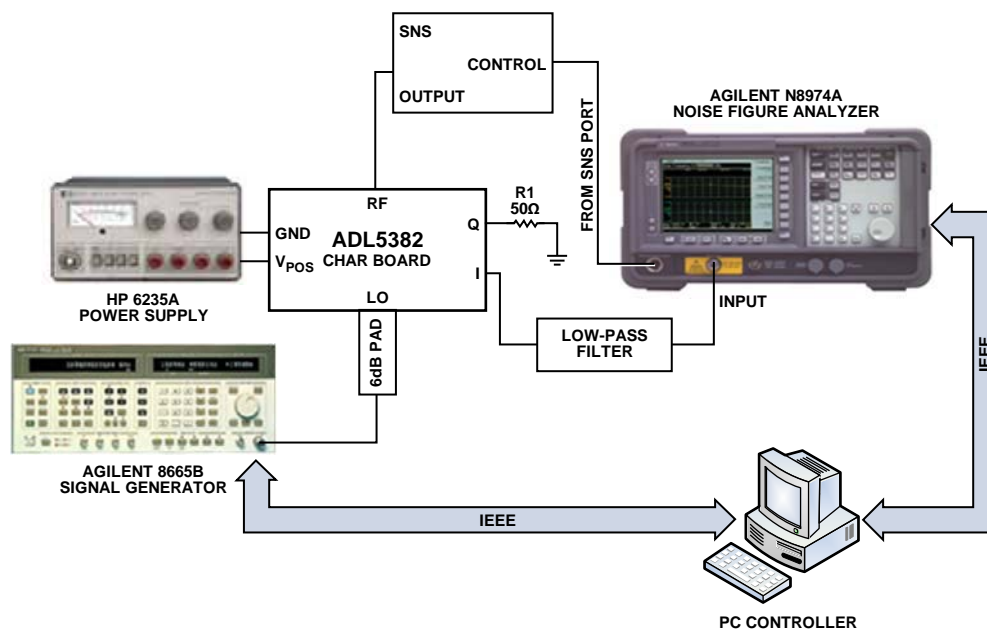 SNS
CONTROL
OUTPUT
AGILENT N8974A
NOISE FIGURE ANALYZER
FROM SNS PORT
RF
R1
50Ω
GND
ADL5382
CHAR BOARD
Q
VPOS
I
LO
INPUT
HP 6235A
POWER SUPPLY
6dB PAD
LOW-PASS
FILTER
IEEE
AGILENT 8665B
SIGNAL GENERATOR
IEEE
PC CONTROLLER